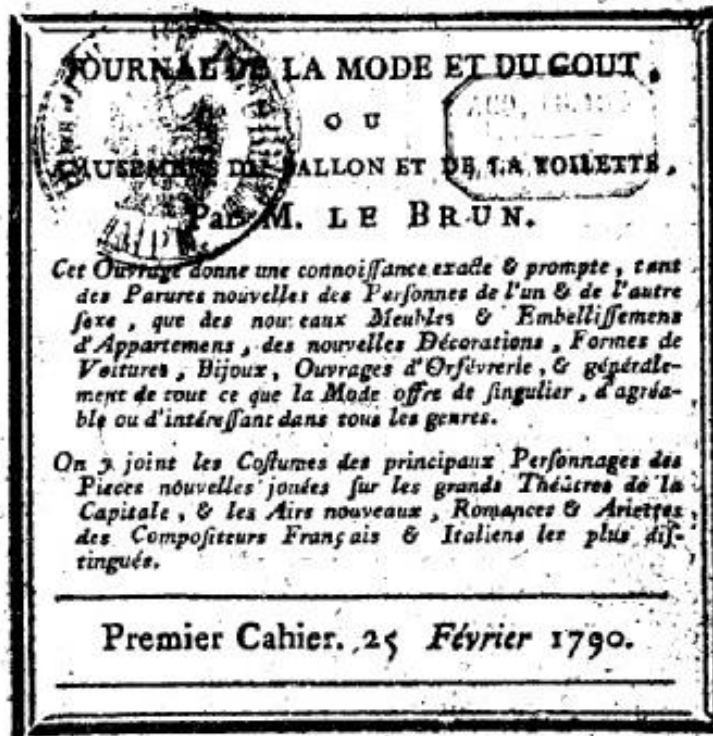 JOURNAL DE LA MODE ET DU GOUT,
OU
AMUSEMENS DU SALLON ET DE LA TOILETTE,
Par M. LE BRUN.
Cet Ouvrage donne une connoiſſance exacte & prompte, tant
des Parures nouvelles des Perſonnes de l'un & de l'autre
ſexe, que des nouveaux Meubles & Embelliſſemens
d'Appartemens, des nouvelles Décorations, Formes de
Voitures, Bijoux, Ouvrages d'Orfévrerie, & générale-
ment de tout ce que la Mode offre de ſingulier, d'agréa-
ble ou d'intéreſſant dans tous les genres.
On y joint les Coſtumes des principaux Perſonnages des
Pieces nouvelles jouées ſur les grands Théâtres de la
Capitale, & les Airs nouveaux, Romances & Ariettes
des Compoſiteurs Français & Italiens les plus diſ-
tingués.
Premier Cahier. 25 Février 1790.